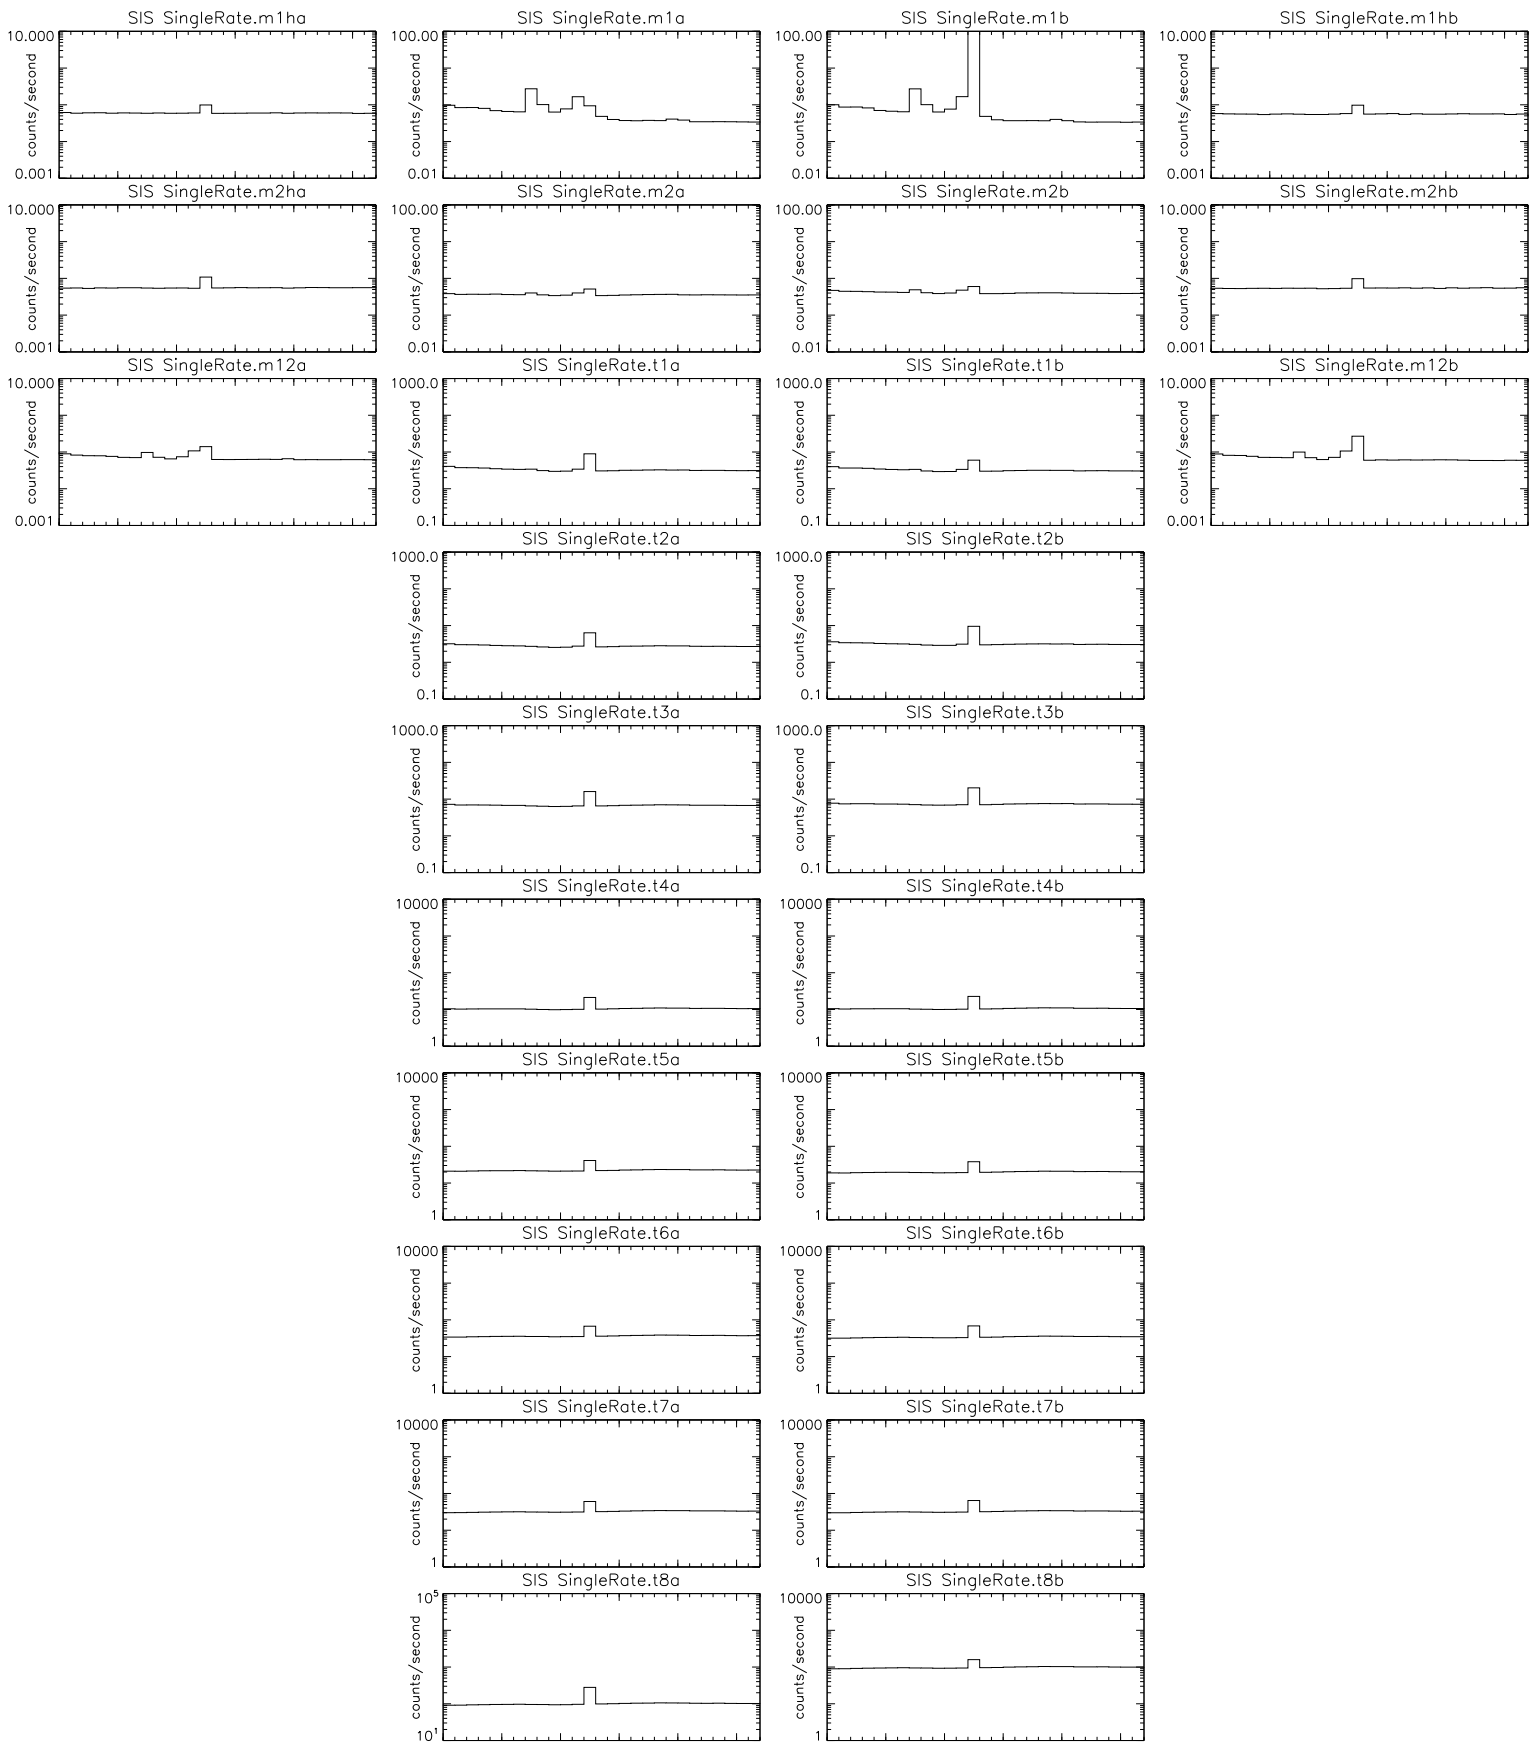 SIS SingleRate.m1ha
10.000
counts/second
0.001
SIS SingleRate.m1a
100.00
counts/second
0.01
SIS SingleRate.m1b
100.00
counts/second
0.01
SIS SingleRate.m1hb
10.000
counts/second
0.001
SIS SingleRate.m2ha
10.000
counts/second
0.001
SIS SingleRate.m2a
100.00
counts/second
0.01
SIS SingleRate.m2b
100.00
counts/second
0.01
SIS SingleRate.m2hb
10.000
counts/second
0.001
SIS SingleRate.m12a
10.000
counts/second
0.001
SIS SingleRate.t1a
1000.0
counts/second
0.1
SIS SingleRate.t1b
1000.0
counts/second
0.1
SIS SingleRate.m12b
10.000
counts/second
0.001
SIS SingleRate.t2a
1000.0
counts/second
0.1
SIS SingleRate.t2b
1000.0
counts/second
0.1
SIS SingleRate.t3a
1000.0
counts/second
0.1
SIS SingleRate.t3b
1000.0
counts/second
0.1
SIS SingleRate.t4a
10000
counts/second
1
SIS SingleRate.t4b
10000
counts/second
1
SIS SingleRate.t5a
10000
counts/second
1
SIS SingleRate.t5b
10000
counts/second
1
SIS SingleRate.t6a
10000
counts/second
1
SIS SingleRate.t6b
10000
counts/second
1
SIS SingleRate.t7a
10000
counts/second
1
SIS SingleRate.t7b
10000
counts/second
1
SIS SingleRate.t8a
10⁵
counts/second
10¹
SIS SingleRate.t8b
10000
counts/second
1